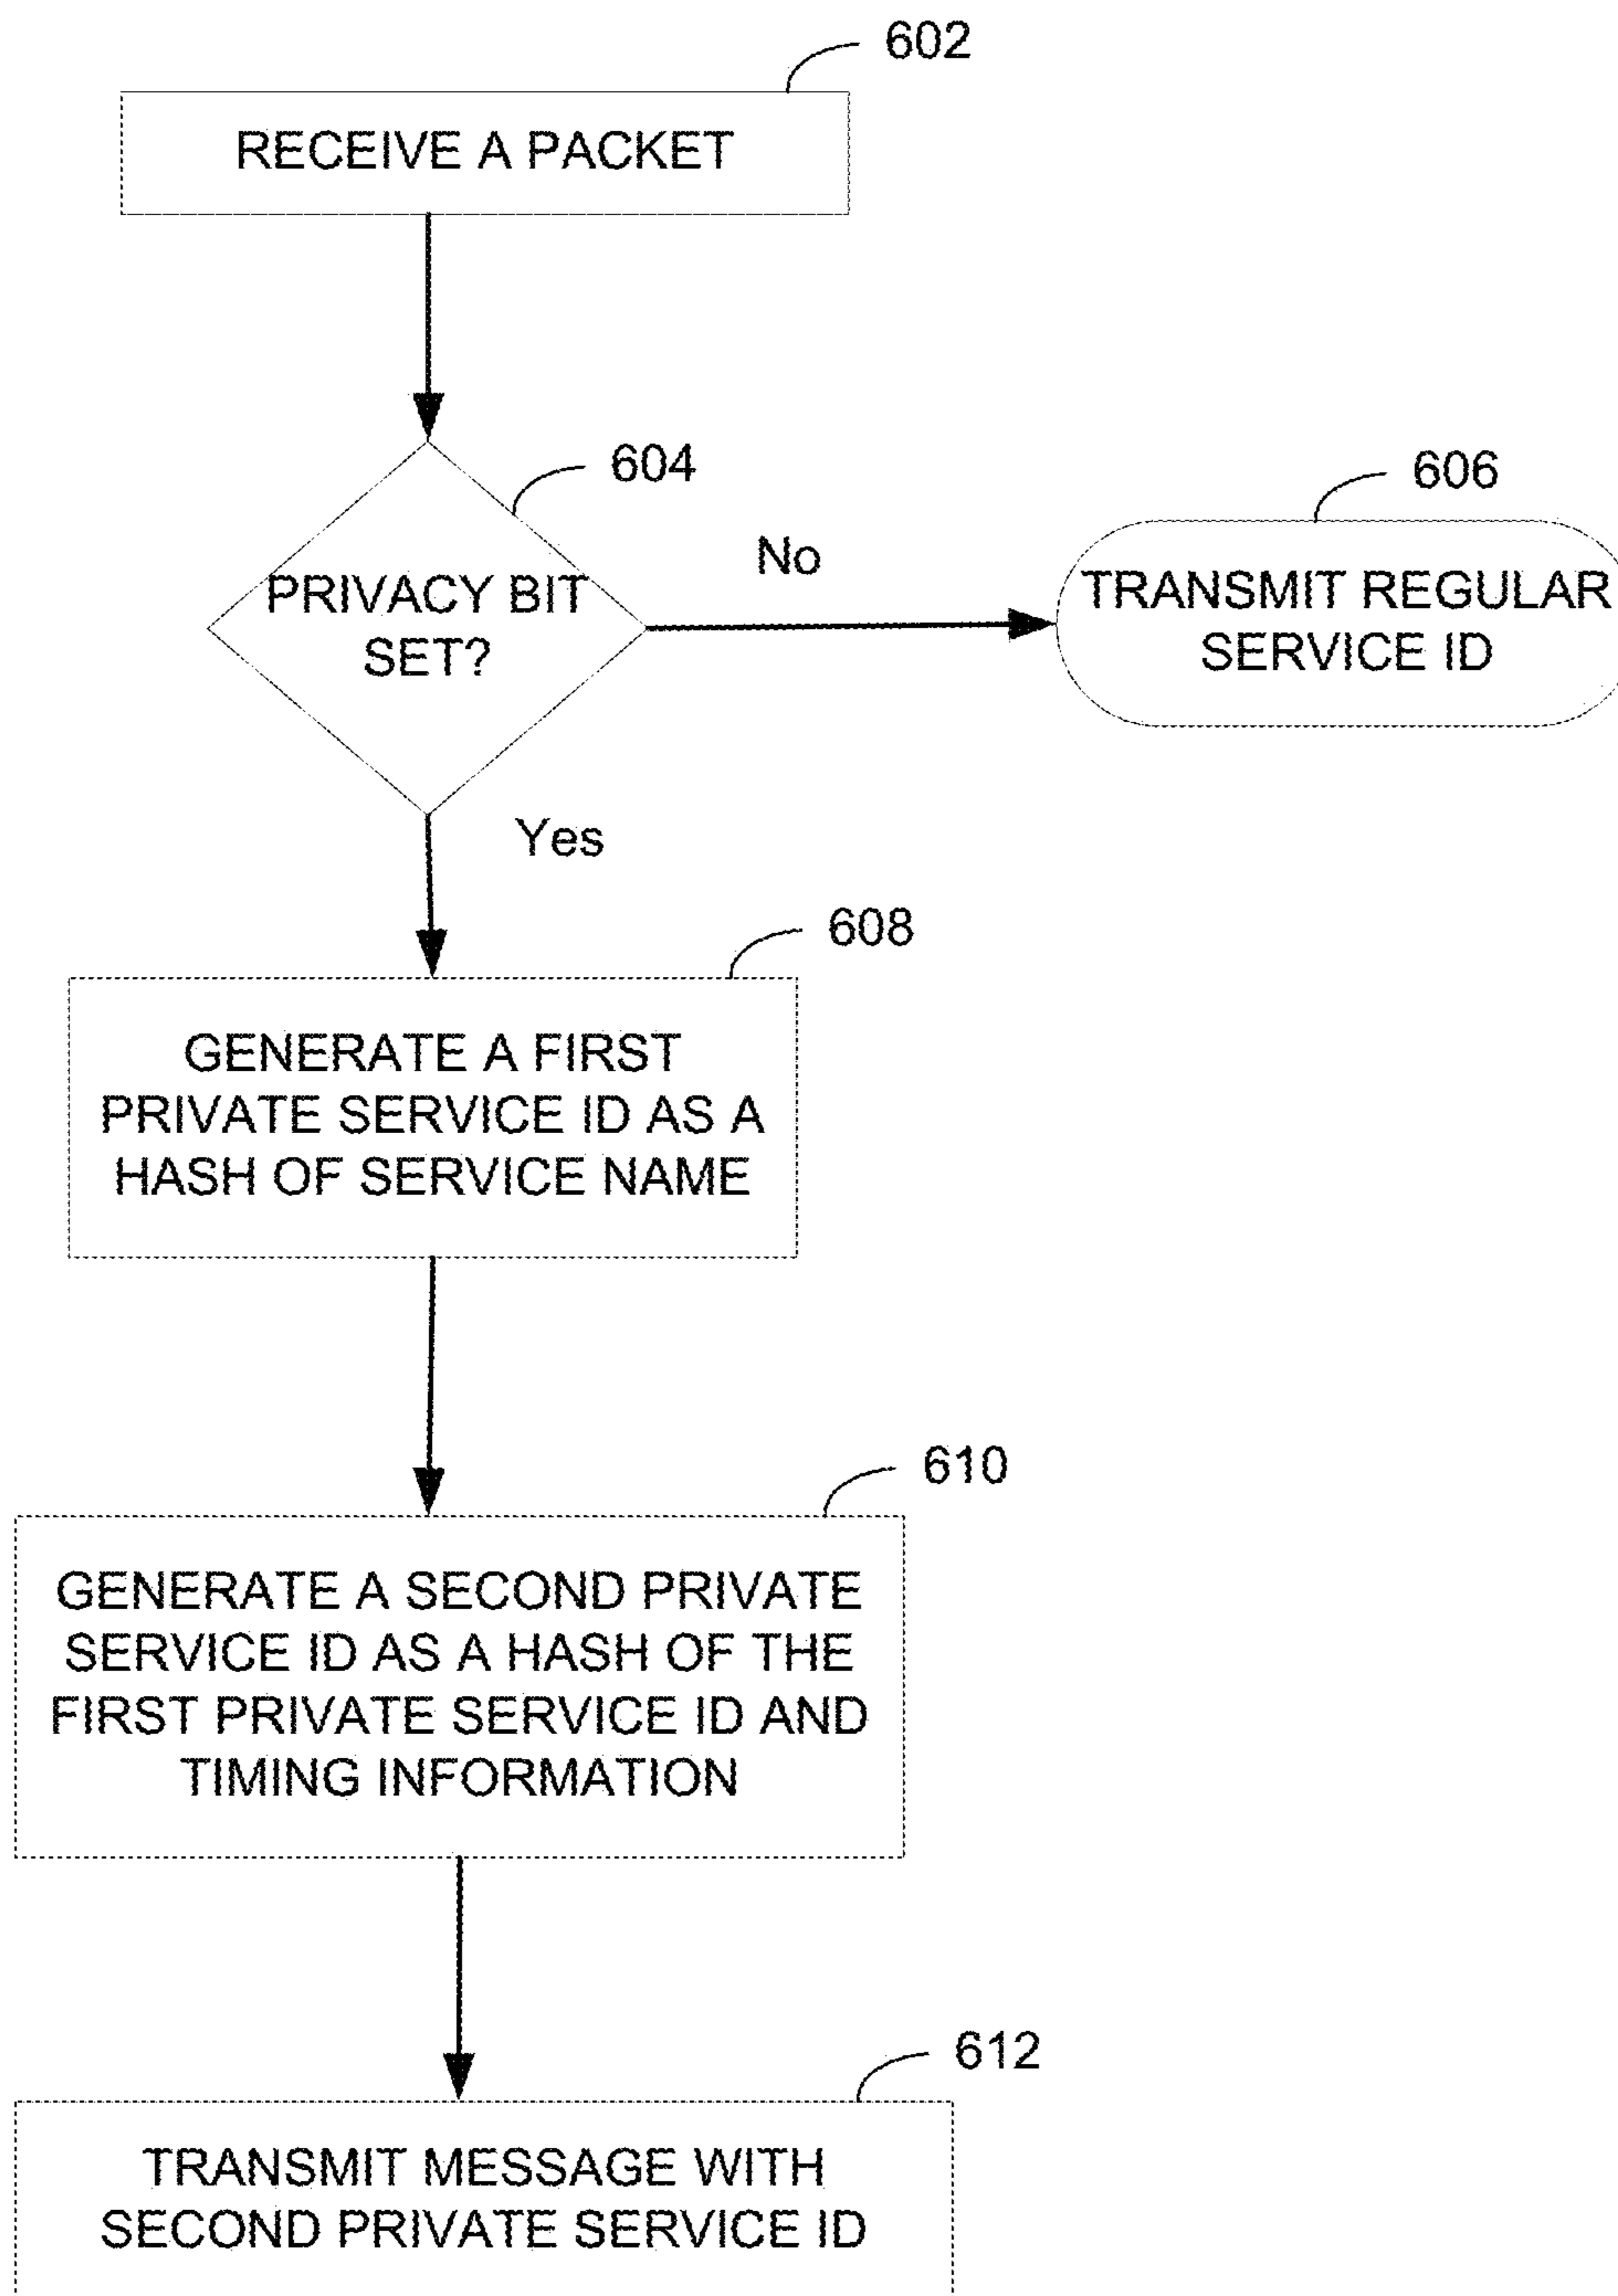 602
RECEIVE A PACKET
604
PRIVACY BIT
SET?
No
606
TRANSMIT REGULAR
SERVICE ID
Yes
608
GENERATE A FIRST
PRIVATE SERVICE ID AS A
HASH OF SERVICE NAME
610
GENERATE A SECOND PRIVATE
SERVICE ID AS A HASH OF THE
FIRST PRIVATE SERVICE ID AND
TIMING INFORMATION
612
TRANSMIT MESSAGE WITH
SECOND PRIVATE SERVICE ID